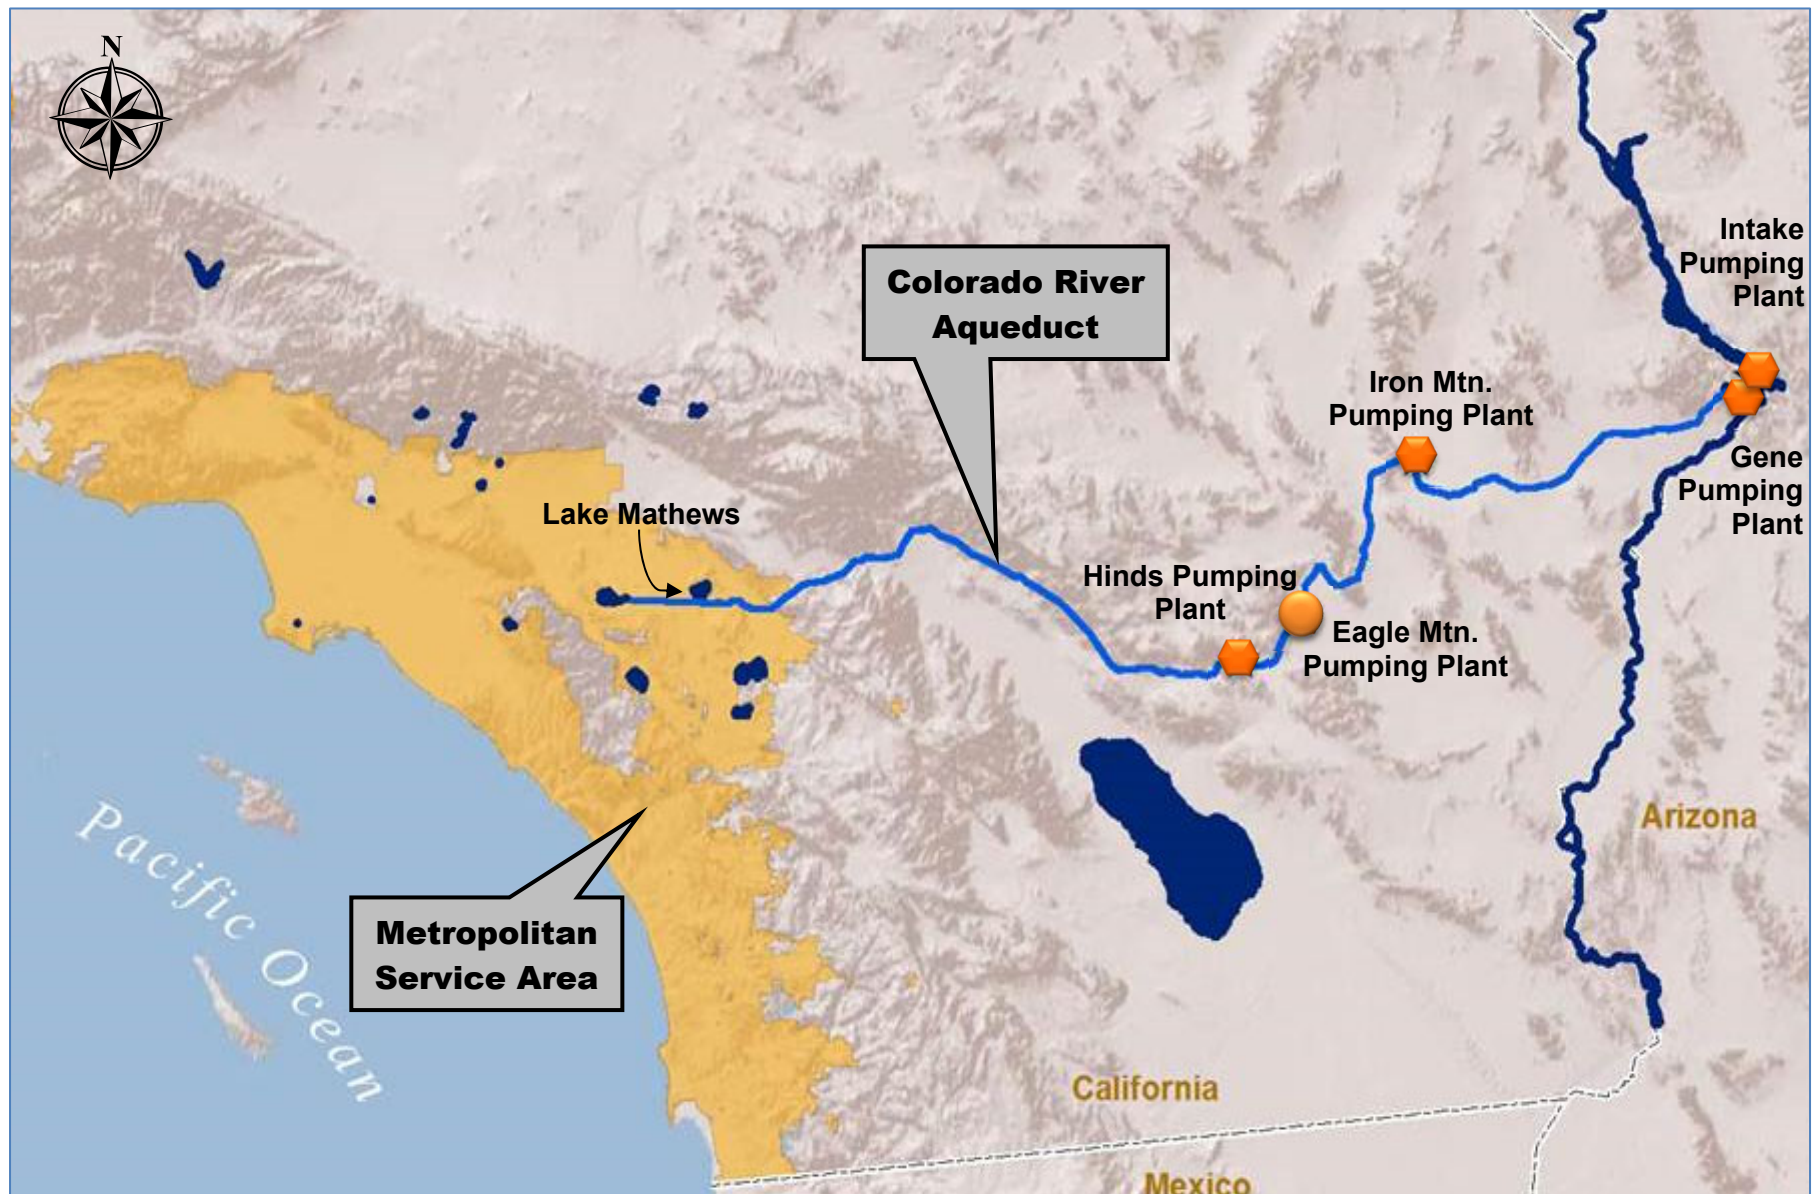 N
Intake
Pumping
Plant
Colorado River
Aqueduct
Iron Mtn.
Pumping Plant
Gene
Pumping
Plant
Lake Mathews
Hinds Pumping
Plant
Eagle Mtn.
Pumping Plant
Arizona
Pacific Ocean
Metropolitan
Service Area
California
Mexico